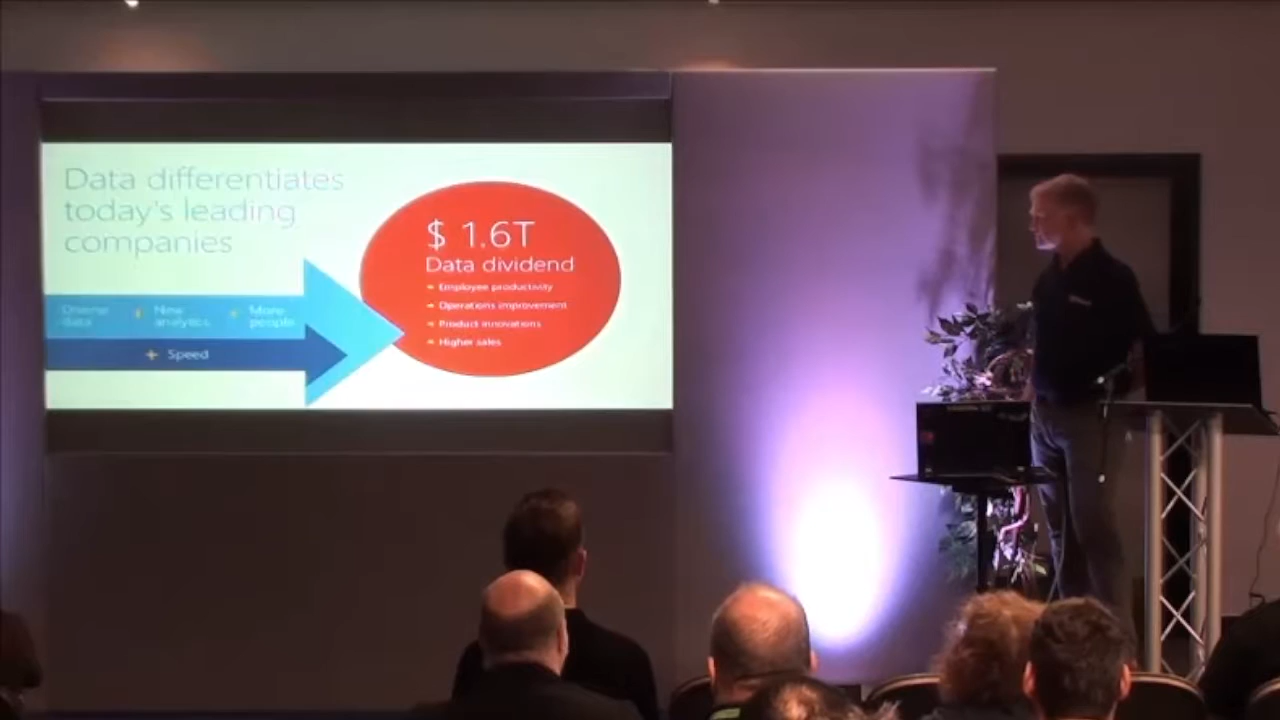 Data differentiates
today's leading
companies
$ 1.6T
Data dividend
Employee productivity
Operations improvement
Product innovations
Higher sales
Diverse
data
+ New
analytics
+ More
people
+ Speed